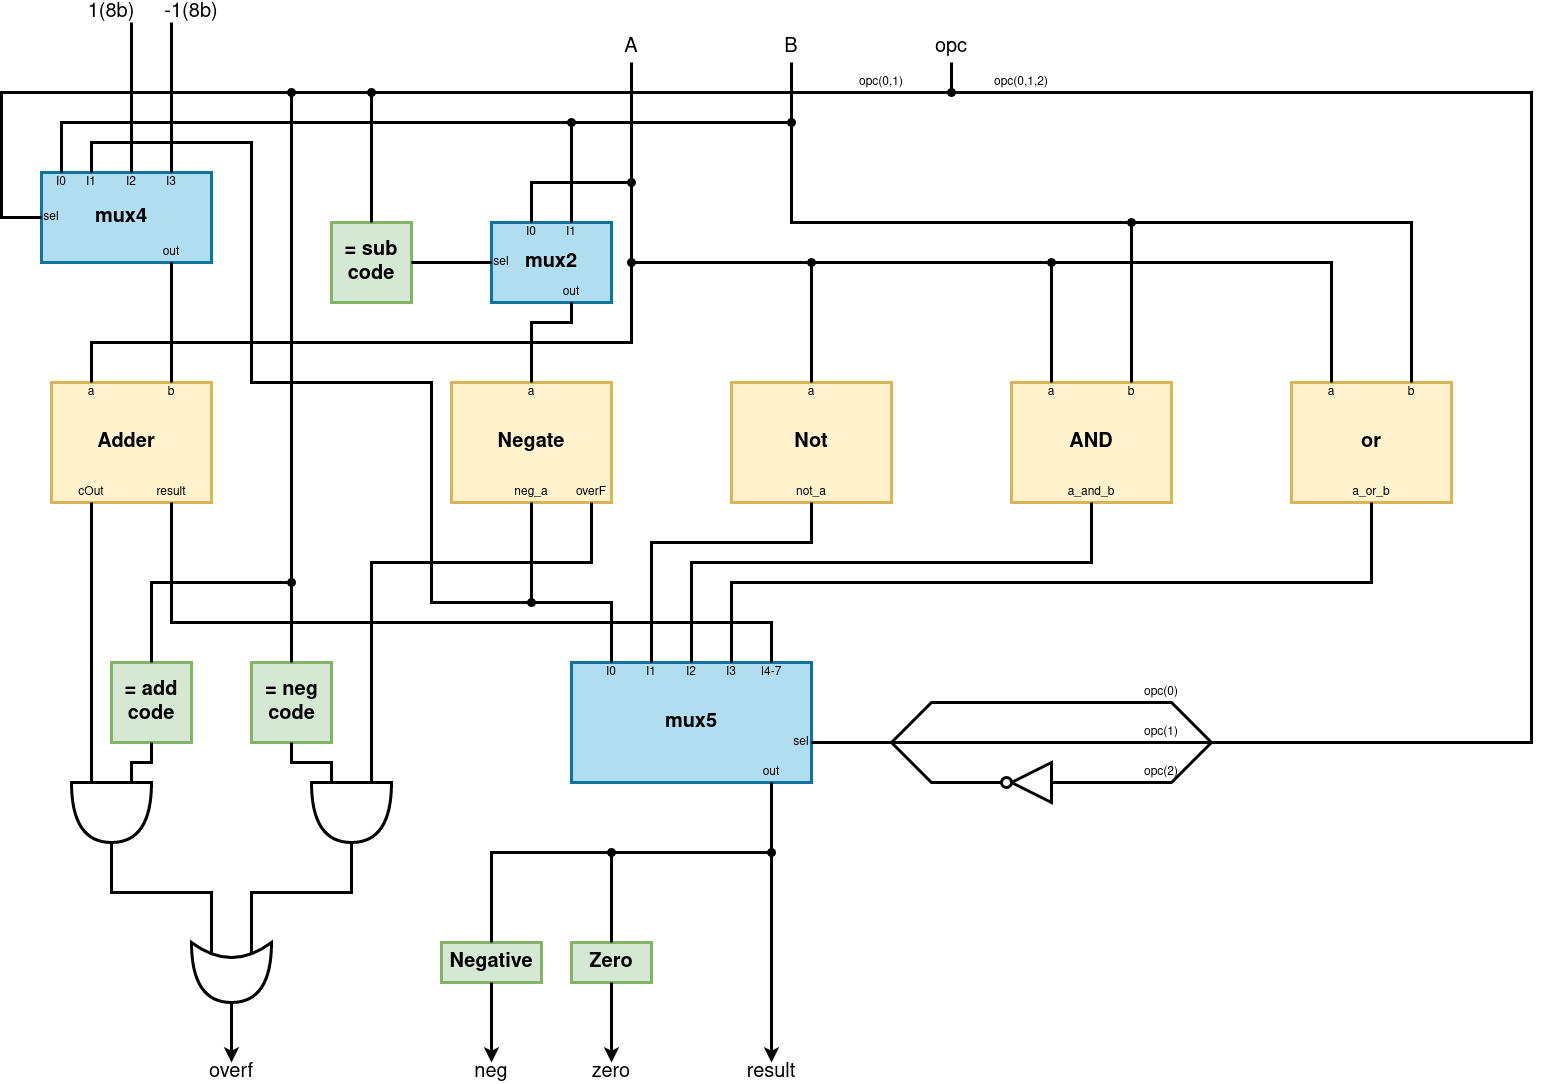 1(8b) -1(8b)
A B opc
opc(0,1) opc(0,1,2)
I0 I1 I2 I3
sel mux4
out
= sub
code
I0 I1
sel mux2
out
a b
Adder
cOut result
a
Negate
neg_a overF
a
Not
not_a
a b
AND
a_and_b
a b
or
a_or_b
= add
code
= neg
code
I0 I1 I2 I3 I4-7
mux5
sel
out
opc(0)
opc(1)
opc(2)
Negative Zero
overf neg zero result